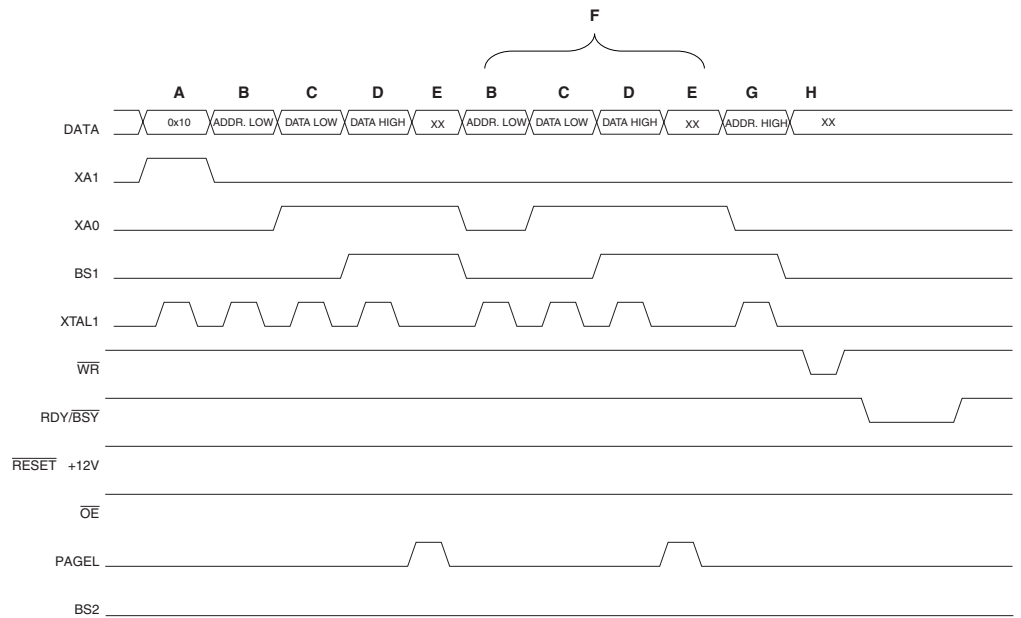 F
A B C D E B C D E G H
DATA 0x10 ADDR. LOW DATA LOW DATA HIGH XX ADDR. LOW DATA LOW DATA HIGH XX ADDR. HIGH XX
XA1
XA0
BS1
XTAL1
WR
RDY/BSY
RESET +12V
OE
PAGEL
BS2